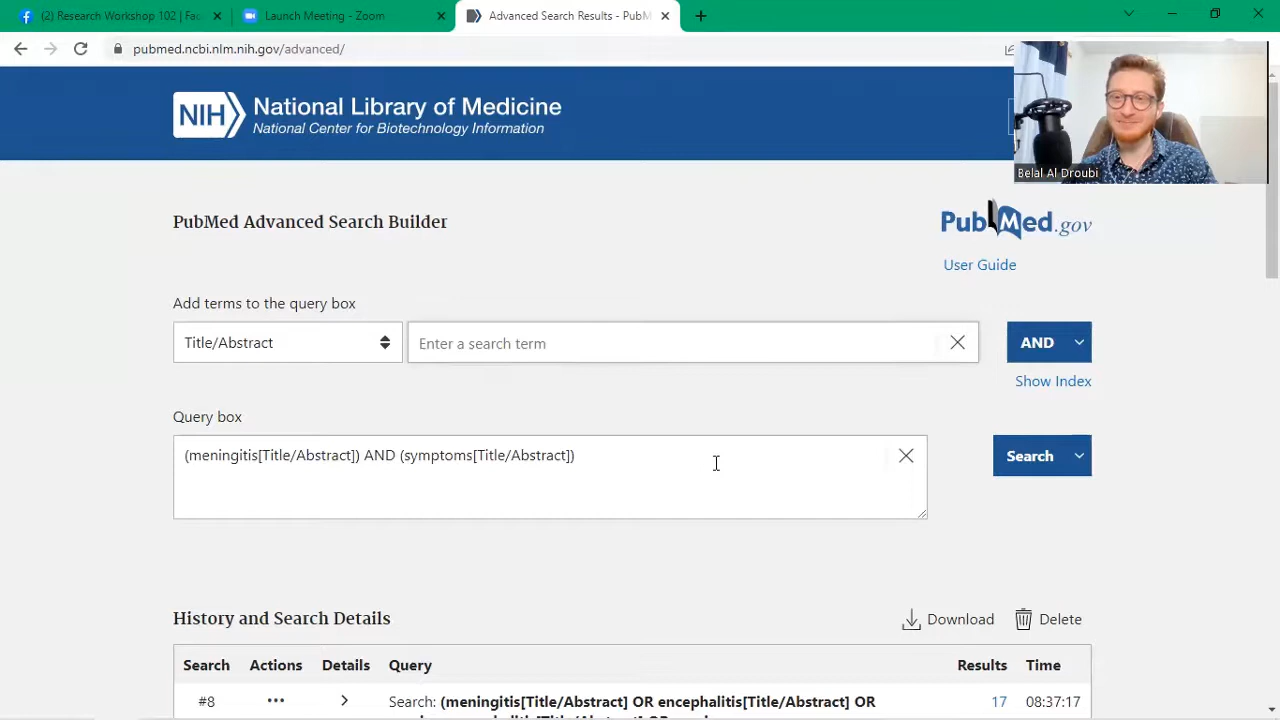 (2) Research Workshop 102 | Fac
Launch Meeting - Zoom
Advanced Search Results - PubM
pubmed.ncbi.nlm.nih.gov/advanced/
NIH
National Library of Medicine
National Center for Biotechnology Information
Belal Al Droubi
PubMed Advanced Search Builder
PubMed.gov
User Guide
Add terms to the query box
Title/Abstract
Enter a search term
AND
Show Index
Query box
(meningitis[Title/Abstract]) AND (symptoms[Title/Abstract])
Search
History and Search Details
Download
Delete
Search Actions Details Query Results Time
#8 ••• Search: (meningitis[Title/Abstract] OR encephalitis[Title/Abstract] OR 17 08:37:17